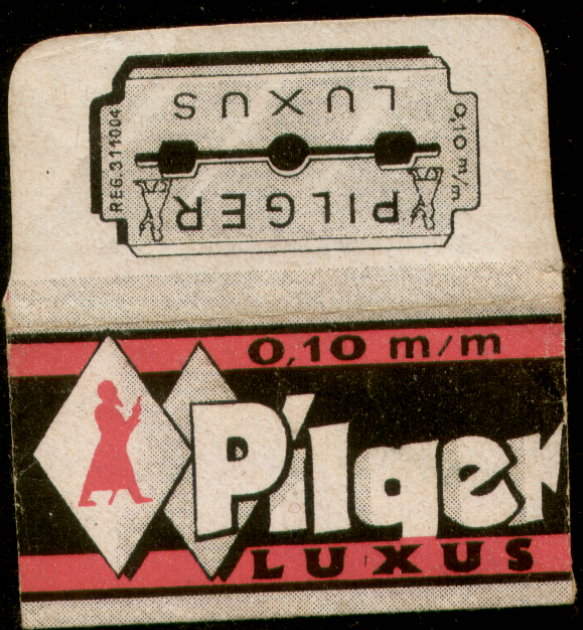 LUXUS
REG.311004
0,10 m/m
PILGER
0,10 m/m
Pilger
LUXUS